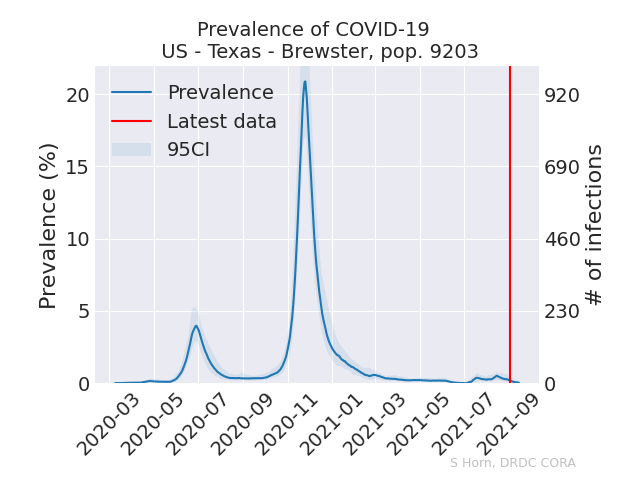 Prevalence of COVID-19
US - Texas - Brewster, pop. 9203
Prevalence
Latest data
95CI
Prevalence (%)
20
15
10
5
0
920
690
460
230
0
# of infections
2020-03
2020-05
2020-07
2020-09
2020-11
2021-01
2021-03
2021-05
2021-07
2021-09
S Horn, DRDC CORA